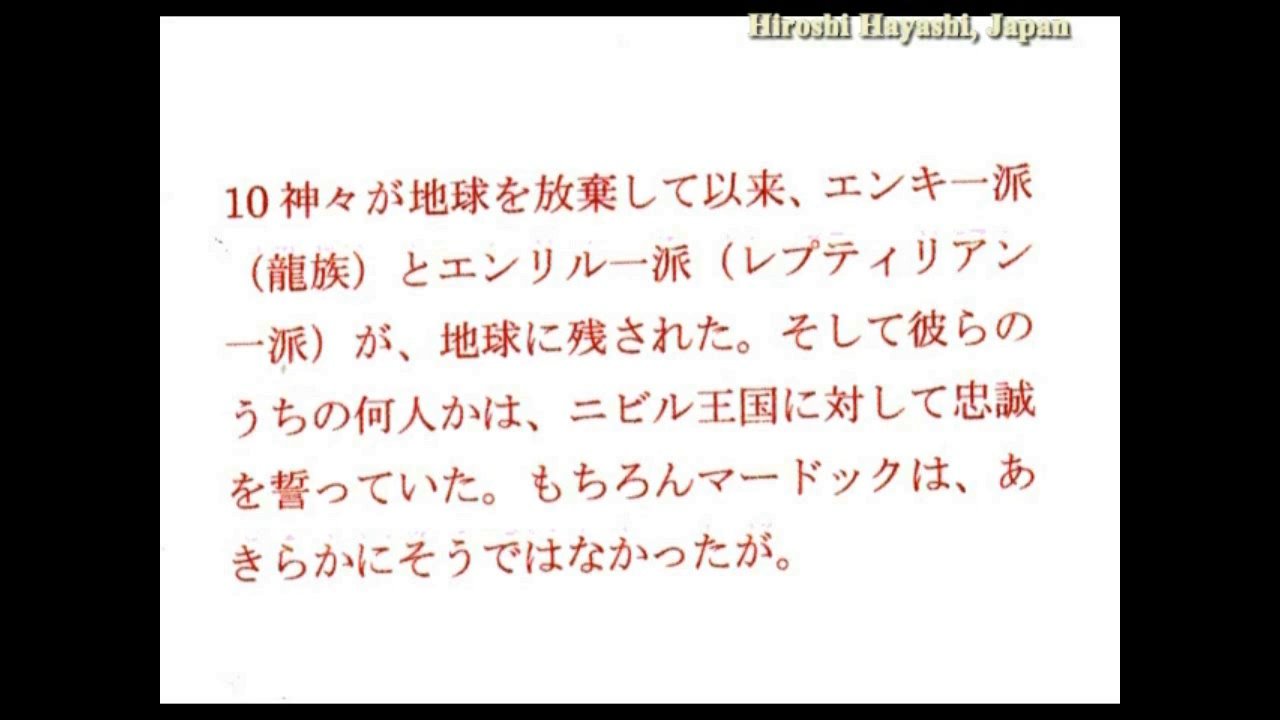 Hiroshi Hayashi, Japan
10 神々が地球を放棄して以来、エンキ一派
（龍族）とエンリル一派（レプティリアン
一派）が、地球に残された。そして彼らの
うちの何人かは、ニビル王国に対して忠誠
を誓っていた。もちろんマードックは、あ
きらかにそうではなかったが。